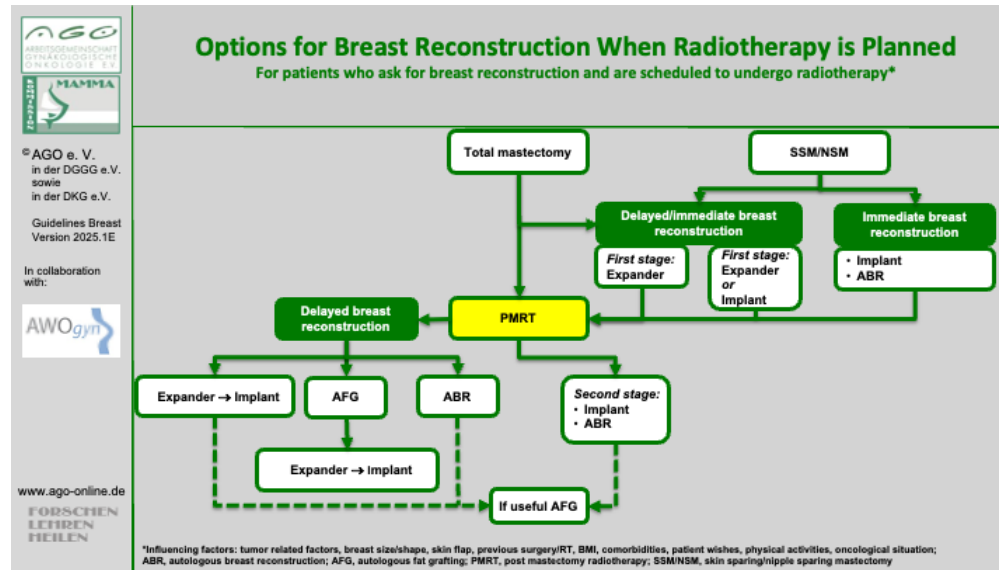 AGO
ARBEITSGEMEINSCHAFT
GYNÄKOLOGISCHE
ONKOLOGIE E.V.
KOMMISSION
MAMMA
© AGO e. V.
in der DGGG e.V.
sowie
in der DKG e.V.
Guidelines Breast
Version 2025.1E
In collaboration
with:
AWOgyn
www.ago-online.de
FORSCHEN
LEHREN
HEILEN
Options for Breast Reconstruction When Radiotherapy is Planned
For patients who ask for breast reconstruction and are scheduled to undergo radiotherapy*
Total mastectomy
SSM/NSM
Delayed/immediate breast
reconstruction
Immediate breast
reconstruction
First stage:
Expander
First stage:
Expander
or
Implant
• Implant
• ABR
Delayed breast
reconstruction
PMRT
Expander → Implant
AFG
ABR
Second stage:
• Implant
• ABR
Expander → Implant
If useful AFG
*Influencing factors: tumor related factors, breast size/shape, skin flap, previous surgery/RT, BMI, comorbidities, patient wishes, physical activities, oncological situation;
ABR, autologous breast reconstruction; AFG, autologous fat grafting; PMRT, post mastectomy radiotherapy; SSM/NSM, skin sparing/nipple sparing mastectomy